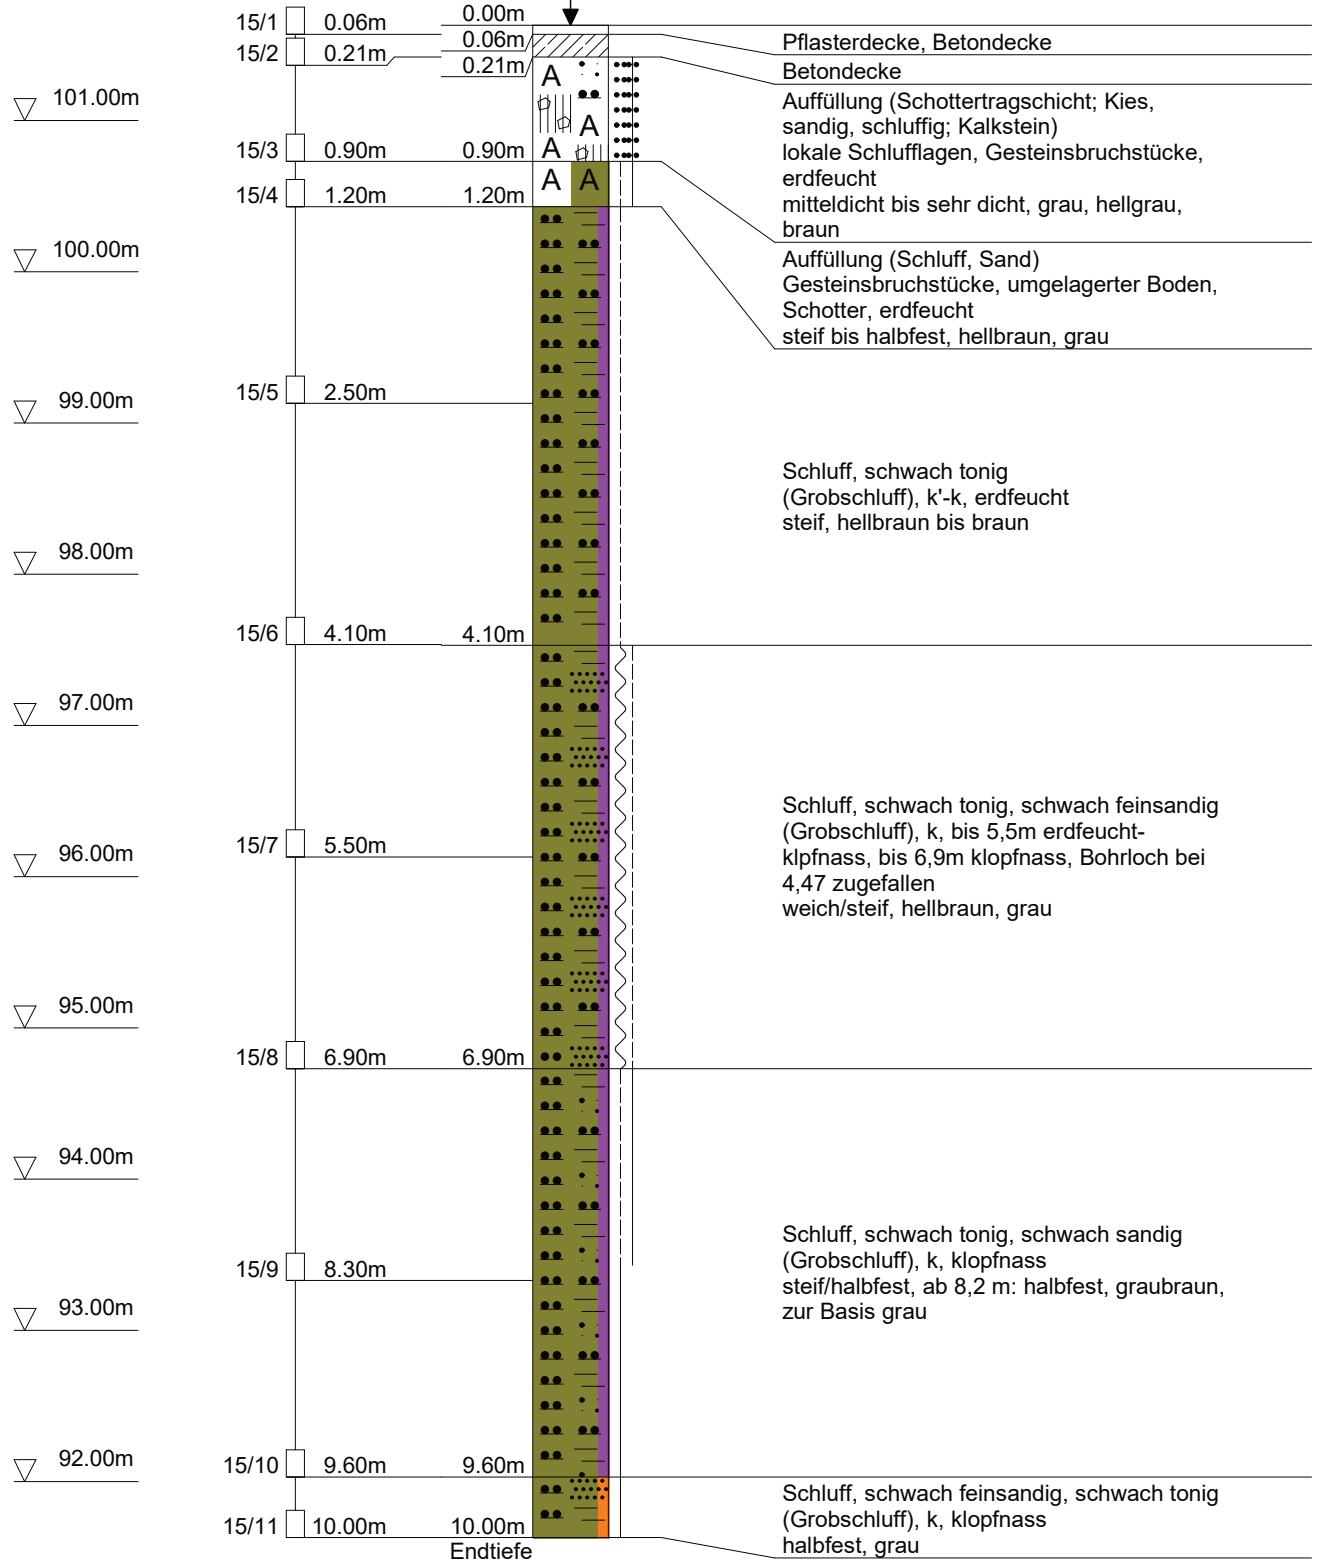 0.00m
15/1 0.06m
0.06m
Pflasterdecke, Betondecke
15/2 0.21m
0.21m
Betondecke
A
101.00m
Auffüllung (Schottertragschicht; Kies,
sandig, schluffig; Kalkstein)
lokale Schlufflagen, Gesteinsbruchstücke,
erdfeucht
mitteldicht bis sehr dicht, grau, hellgrau,
braun
A
15/3 0.90m 0.90m A
A A
15/4 1.20m 1.20m
100.00m
Auffüllung (Schluff, Sand)
Gesteinsbruchstücke, umgelagerter Boden,
Schotter, erdfeucht
steif bis halbfest, hellbraun, grau
15/5 2.50m
99.00m
Schluff, schwach tonig
(Grobschluff), k'-k, erdfeucht
steif, hellbraun bis braun
98.00m
15/6 4.10m 4.10m
97.00m
Schluff, schwach tonig, schwach feinsandig
(Grobschluff), k, bis 5,5m erdfeucht-
klpfnass, bis 6,9m klopfnass, Bohrloch bei
4,47 zugefallen
weich/steif, hellbraun, grau
15/7 5.50m
96.00m
95.00m
15/8 6.90m 6.90m
94.00m
Schluff, schwach tonig, schwach sandig
(Grobschluff), k, klopfnass
steif/halbfest, ab 8,2 m: halbfest, graubraun,
zur Basis grau
15/9 8.30m
93.00m
92.00m
15/10 9.60m 9.60m
Schluff, schwach feinsandig, schwach tonig
(Grobschluff), k, klopfnass
halbfest, grau
15/11 10.00m 10.00m
Endtiefe